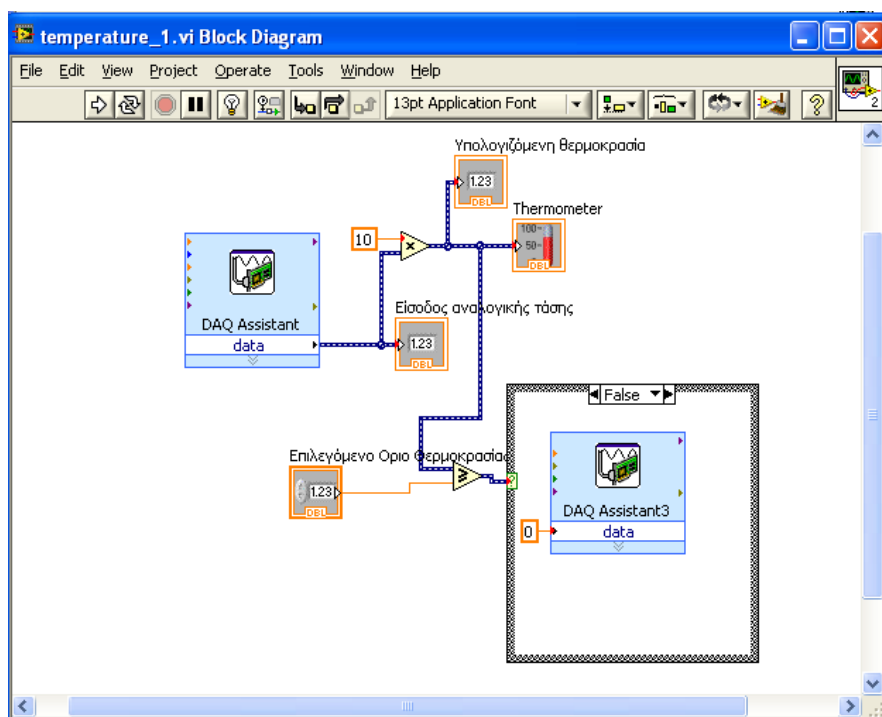 temperature_1.vi Block Diagram
File Edit View Project Operate Tools Window Help
13pt Application Font
2
Υπολογιζόμενη θερμοκρασία
1.23
DBL
Thermometer
100
50
DBL
10
DAQ Assistant
data
Είσοδος αναλογικής τάσης
1.23
DBL
False
Επιλεγόμενο Οριο Θερμοκρασίας
1.23
DBL
DAQ Assistant3
0
data